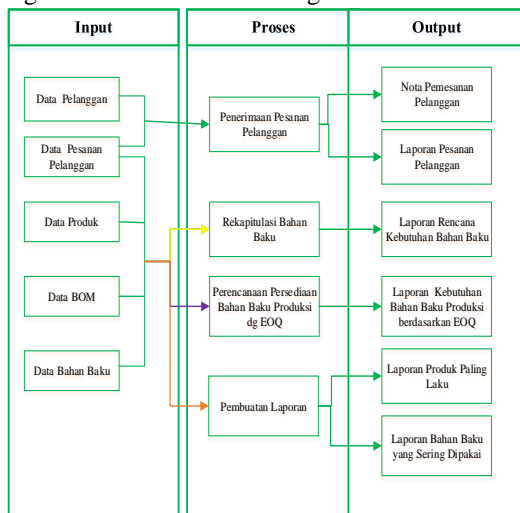 Input
Proses
Output
Data Pelanggan
Data Pesanan
Pelanggan
Data Produk
Data BOM
Data Bahan Baku
Penerimaan Pesanan
Pelanggan
Rekapitulasi Bahan
Baku
Perencanaan Persediaan
Bahan Baku Produksi
dg EOQ
Pembuatan Laporan
Nota Pemesanan
Pelanggan
Laporan Pesanan
Pelanggan
Laporan Rencana
Kebutuhan Bahan Baku
Laporan Kebutuhan
Bahan Baku Produksi
berdasarkan EOQ
Laporan Produk Paling
Laku
Laporan Bahan Baku
yang Sering Dipakai